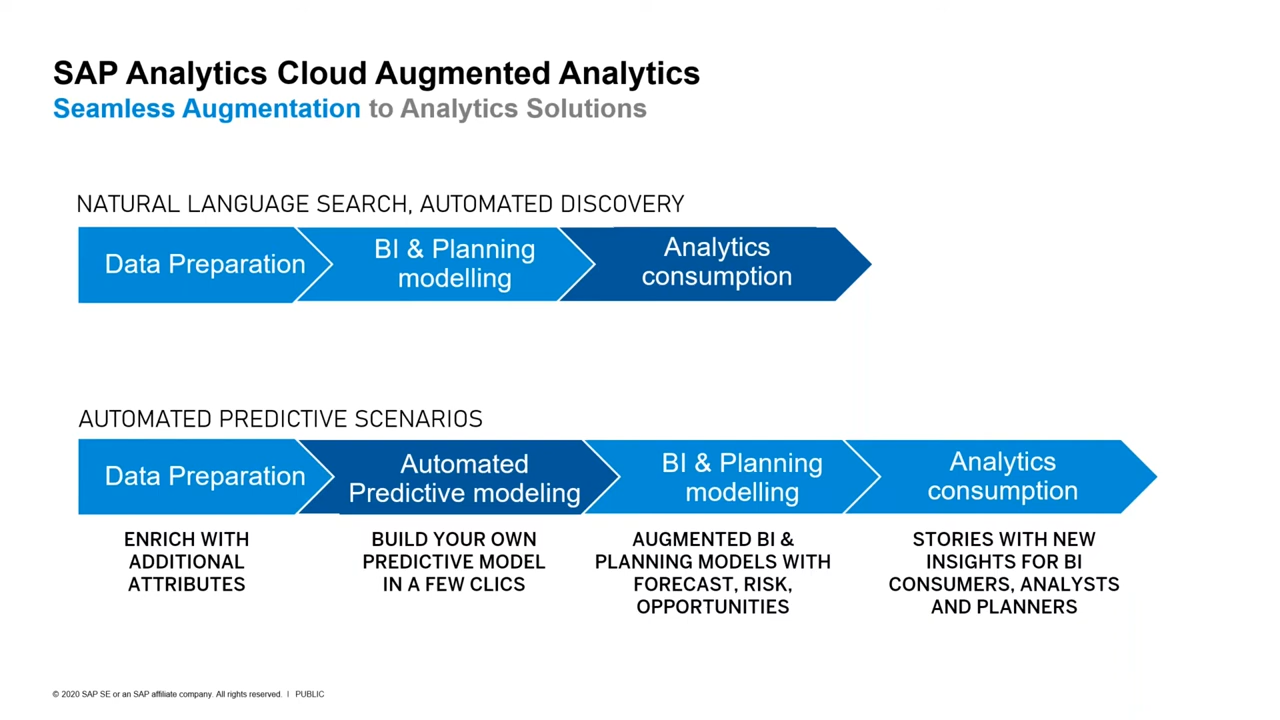 SAP Analytics Cloud Augmented Analytics
Seamless Augmentation to Analytics Solutions
NATURAL LANGUAGE SEARCH, AUTOMATED DISCOVERY
Data Preparation
BI & Planning
modelling
Analytics
consumption
AUTOMATED PREDICTIVE SCENARIOS
Data Preparation
Automated
Predictive modeling
BI & Planning
modelling
Analytics
consumption
ENRICH WITH
ADDITIONAL
ATTRIBUTES
BUILD YOUR OWN
PREDICTIVE MODEL
IN A FEW CLICS
AUGMENTED BI &
PLANNING MODELS WITH
FORECAST, RISK,
OPPORTUNITIES
STORIES WITH NEW
INSIGHTS FOR BI
CONSUMERS, ANALYSTS
AND PLANNERS
© 2020 SAP SE or an SAP affiliate company. All rights reserved. I PUBLIC